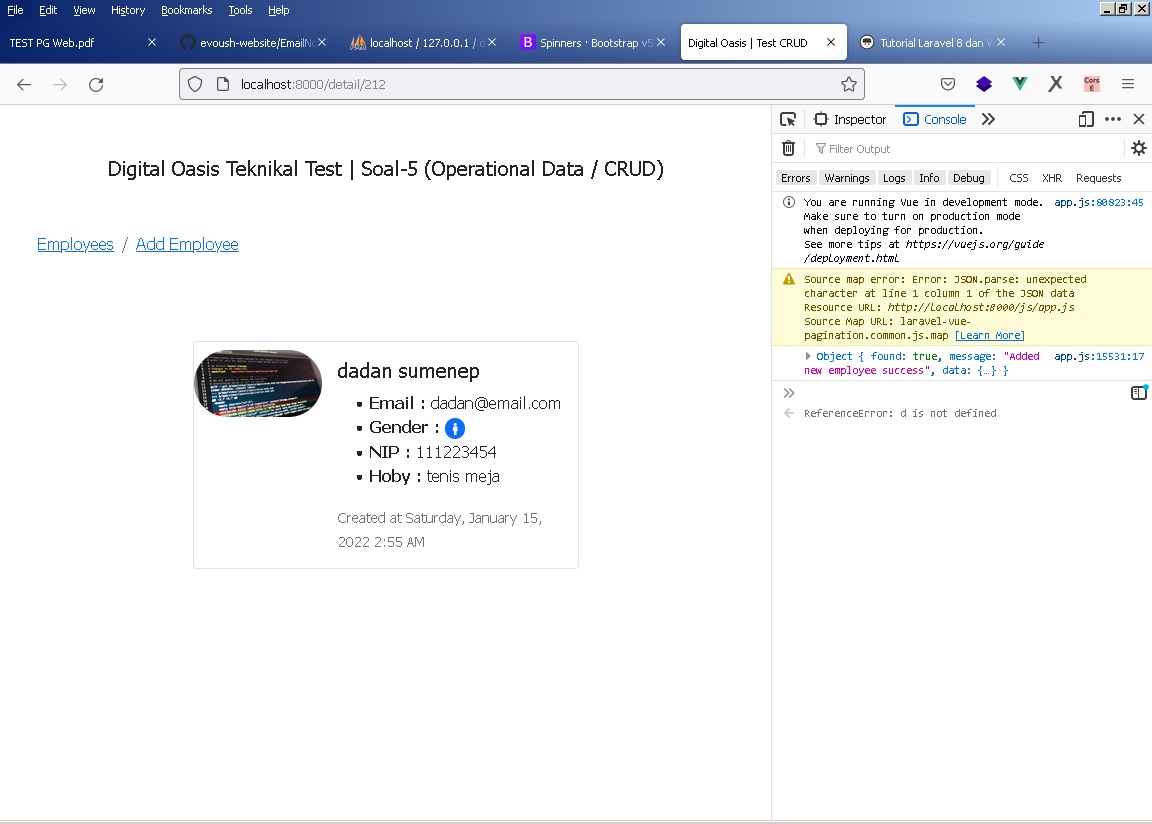 File Edit View History Bookmarks Tools Help
TEST PG Web.pdf
evoush-website/EmailNo
localhost / 127.0.0.1 / d
B Spinners · Bootstrap v5
Digital Oasis | Test CRUD
Tutorial Laravel 8 dan V
localhost:8000/detail/212
Cors E
Digital Oasis Teknikal Test | Soal-5 (Operational Data / CRUD)
Employees / Add Employee
dadan sumenep
• Email : dadan@email.com
• Gender :
• NIP : 111223454
• Hoby : tenis meja
Created at Saturday, January 15,
2022 2:55 AM
Inspector Console
Filter Output
Errors Warnings Logs Info Debug CSS XHR Requests
You are running Vue in development mode. app.js:80823:45
Make sure to turn on production mode
when deploying for production.
See more tips at https://vuejs.org/guide
/deployment.html
Source map error: Error: JSON.parse: unexpected
character at line 1 column 1 of the JSON data
Resource URL: http://localhost:8000/js/app.js
Source Map URL: laravel-vue-
pagination.common.js.map [Learn More]
Object { found: true, message: "Added app.js:15531:17
new employee success", data: {…} }
ReferenceError: d is not defined